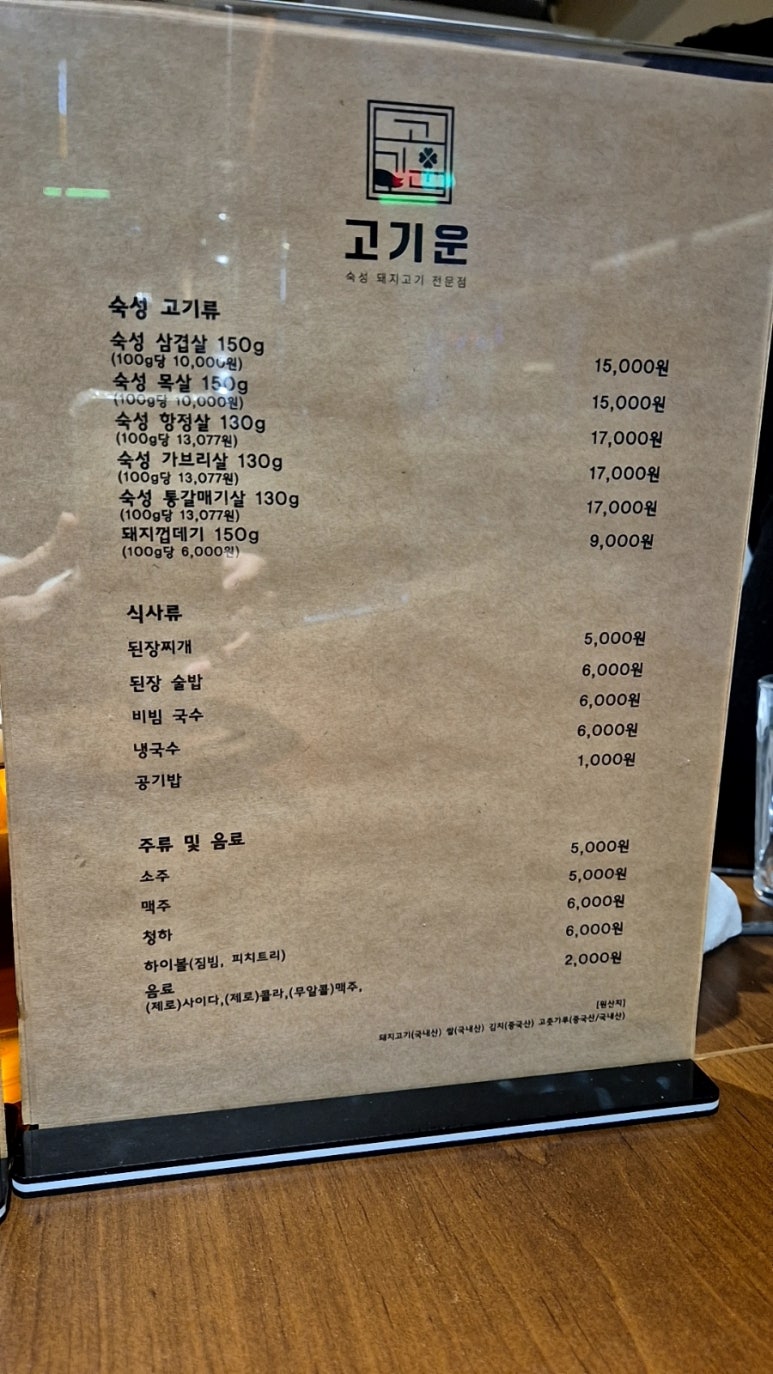 고기운
고기운
숙성 돼지고기 전문점
숙성 고기류
숙성 삼겹살 150g 15,000원
(100g당 10,000원)
숙성 목살 150g 15,000원
(100g당 10,000원)
숙성 항정살 130g 17,000원
(100g당 13,077원)
숙성 가브리살 130g 17,000원
(100g당 13,077원)
숙성 통갈매기살 130g 17,000원
(100g당 13,077원)
돼지껍데기 150g 9,000원
(100g당 6,000원)
식사류
된장찌개 5,000원
된장 술밥 6,000원
비빔 국수 6,000원
냉국수 6,000원
공기밥 1,000원
주류 및 음료
소주 5,000원
맥주 5,000원
청하 6,000원
하이볼(짐빔, 피치트리) 6,000원
음료 2,000원
(제로)사이다,(제로)콜라,(무알콜)맥주,
[원산지]
돼지고기(국내산) 쌀(국내산) 김치(중국산) 고춧가루(중국산/국내산)